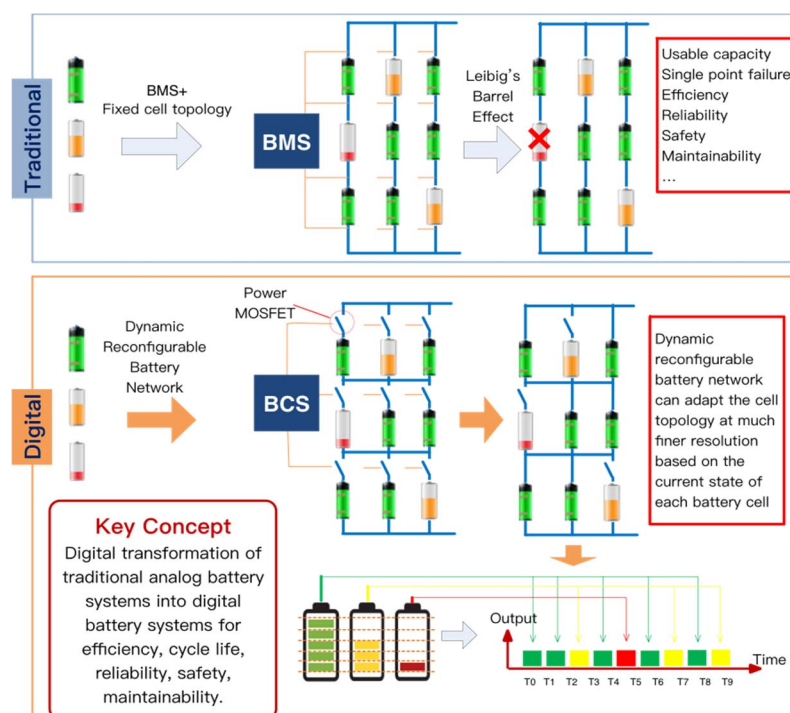 Traditional
BMS+
Fixed cell topology
BMS
Leibig's
Barrel
Effect
Usable capacity
Single point failure
Efficiency
Reliability
Safety
Maintainability
...
Digital
Dynamic
Reconfigurable
Battery
Network
Power
MOSFET
BCS
Dynamic
reconfigurable
battery network
can adapt the cell
topology at much
finer resolution
based on the
current state of
each battery cell
Key Concept
Digital transformation of
traditional analog battery
systems into digital
battery systems for
efficiency, cycle life,
reliability, safety,
maintainability.
Output
Time
T0 T1 T2 T3 T4 T5 T6 T7 T8 T9